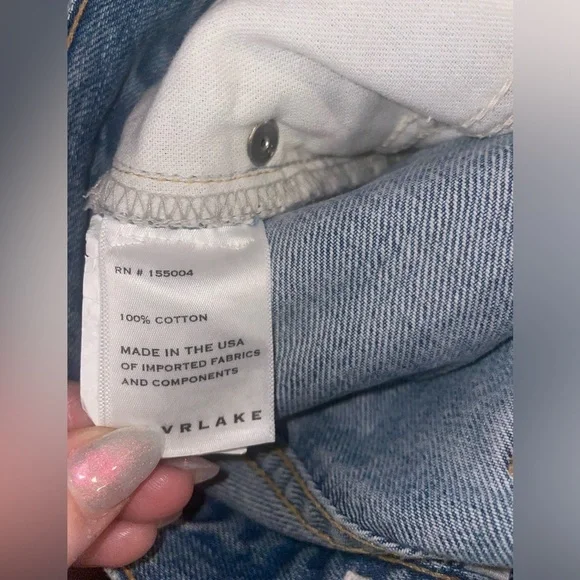 RN # 155004
100% COTTON
MADE IN THE USA
OF IMPORTED FABRICS
AND COMPONENTS
VRLAKE